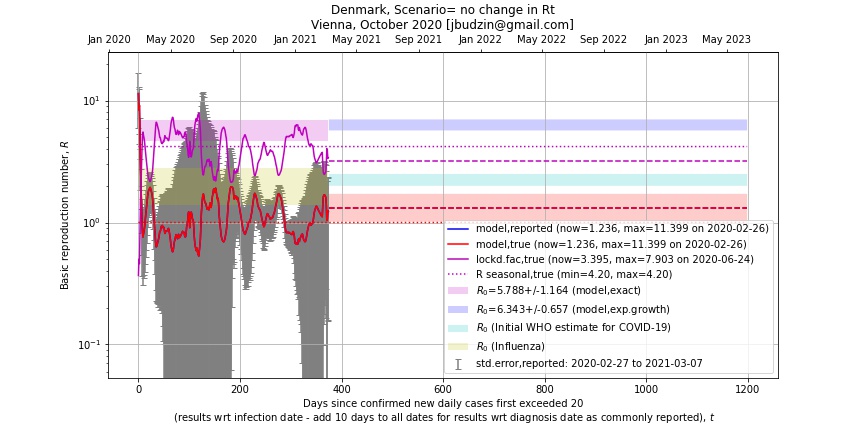 Denmark, Scenario= no change in Rt
Vienna, October 2020 [jbudzin@gmail.com]
Jan 2020 May 2020 Sep 2020 Jan 2021 May 2021 Sep 2021 Jan 2022 May 2022 Sep 2022 Jan 2023 May 2023
Basic reproduction number, R
10¹
10⁰
10⁻¹
model,reported (now=1.236, max=11.399 on 2020-02-26)
model,true (now=1.236, max=11.399 on 2020-02-26)
lockd.fac,true (now=3.395, max=7.903 on 2020-06-24)
R seasonal,true (min=4.20, max=4.20)
R₀=5.788+/-1.164 (model,exact)
R₀=6.343+/-0.657 (model,exp.growth)
R₀ (Initial WHO estimate for COVID-19)
R₀ (Influenza)
std.error,reported: 2020-02-27 to 2021-03-07
0 200 400 600 800 1000 1200
Days since confirmed new daily cases first exceeded 20
(results wrt infection date - add 10 days to all dates for results wrt diagnosis date as commonly reported), t